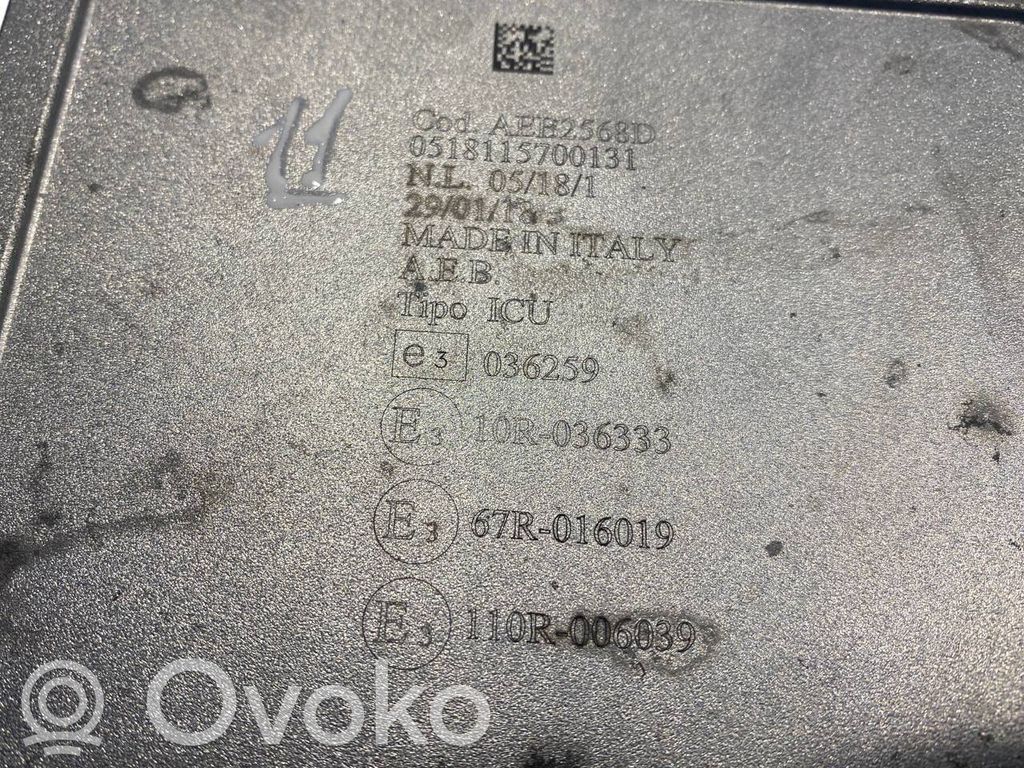 11
Cod. AEB2568D
0518115700131
N.L. 05/18/1
MADE IN ITALY
A.E.B.
Tipo ICU
e3 036259
E3 10R-036333
E3 67R-016019
E3 110R-006039
Ovoko